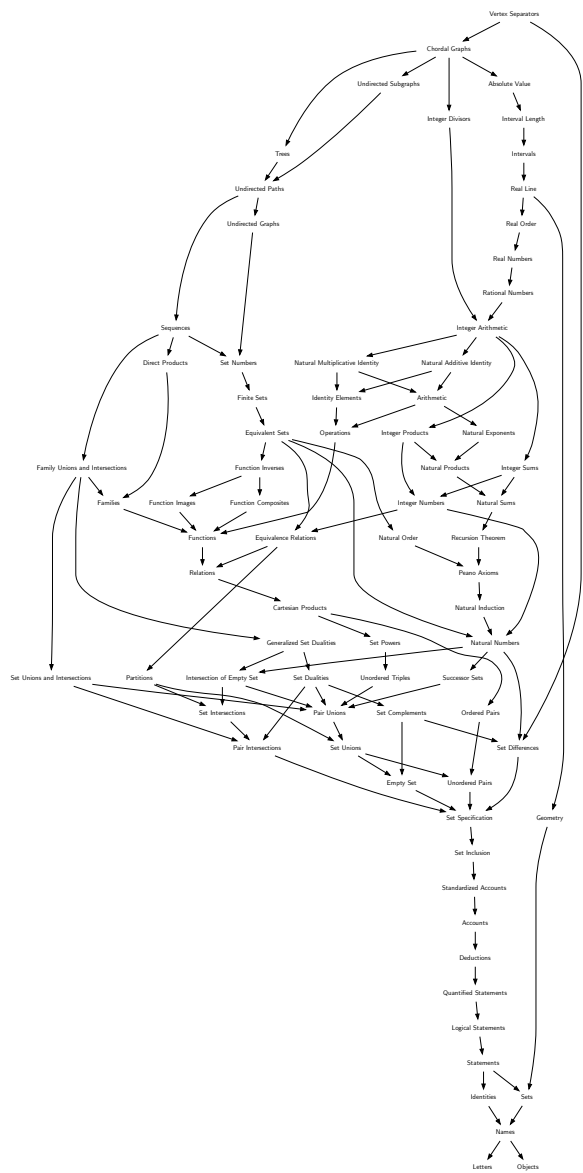 Vertex Separators
Chordal Graphs
Undirected Subgraphs
Absolute Value
Integer Divisors
Interval Length
Trees
Intervals
Undirected Paths
Real Line
Undirected Graphs
Real Order
Real Numbers
Rational Numbers
Sequences
Integer Arithmetic
Direct Products
Set Numbers
Natural Multiplicative Identity
Natural Additive Identity
Finite Sets
Identity Elements
Arithmetic
Equivalent Sets
Operations
Integer Products
Natural Exponents
Family Unions and Intersections
Function Inverses
Natural Products
Integer Sums
Families
Function Images
Function Composites
Integer Numbers
Natural Sums
Functions
Equivalence Relations
Natural Order
Recursion Theorem
Relations
Peano Axioms
Cartesian Products
Natural Induction
Generalized Set Dualities
Set Powers
Natural Numbers
Set Unions and Intersections
Partitions
Intersection of Empty Set
Set Dualities
Unordered Triples
Successor Sets
Set Intersections
Pair Unions
Set Complements
Ordered Pairs
Pair Intersections
Set Unions
Set Differences
Empty Set
Unordered Pairs
Set Specification
Geometry
Set Inclusion
Standardized Accounts
Accounts
Deductions
Quantified Statements
Logical Statements
Statements
Identities
Sets
Names
Letters
Objects